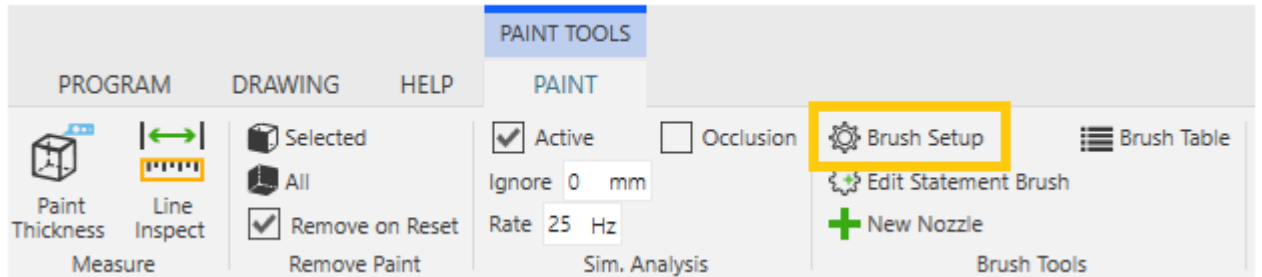 PAINT TOOLS
PROGRAM DRAWING HELP PAINT
Selected Active Occlusion Brush Setup Brush Table
All Ignore 0 mm Edit Statement Brush
Paint Thickness Line Inspect Remove on Reset Rate 25 Hz New Nozzle
Measure Remove Paint Sim. Analysis Brush Tools